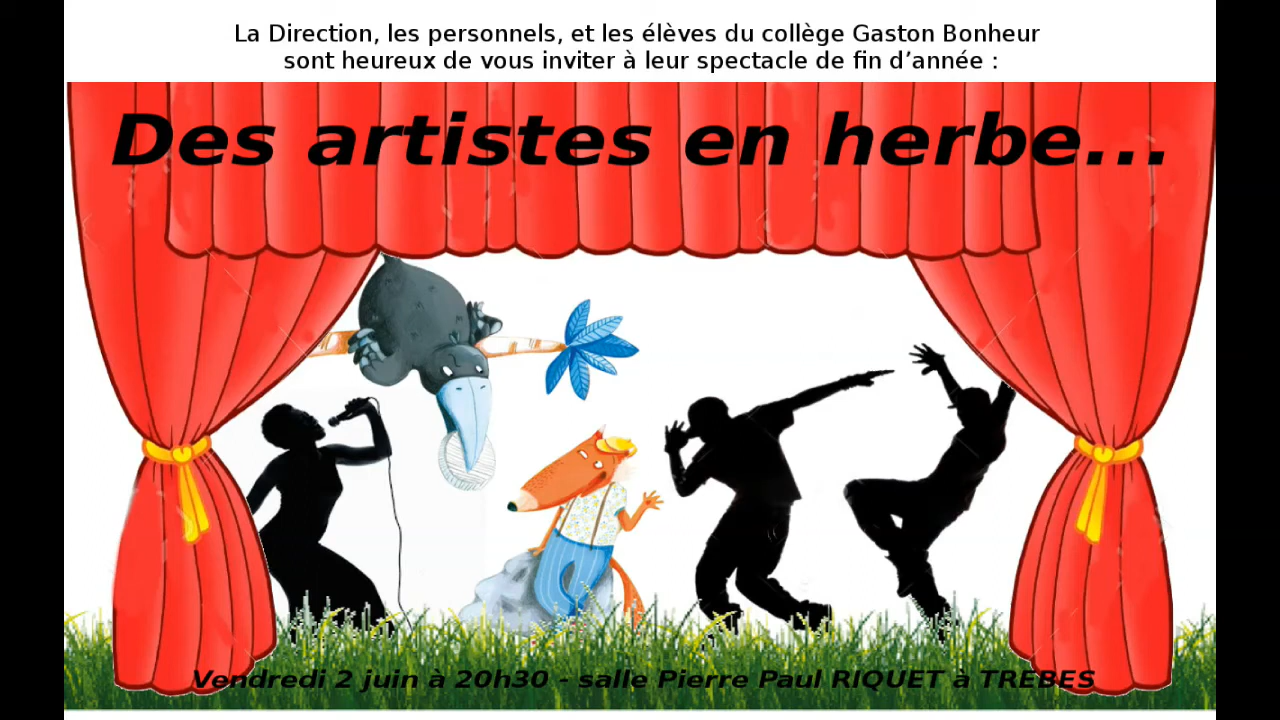 La Direction, les personnels, et les élèves du collège Gaston Bonheur
sont heureux de vous inviter à leur spectacle de fin d’année :
Des artistes en herbe...
Vendredi 2 juin à 20h30 - salle Pierre Paul RIQUET à TREBES